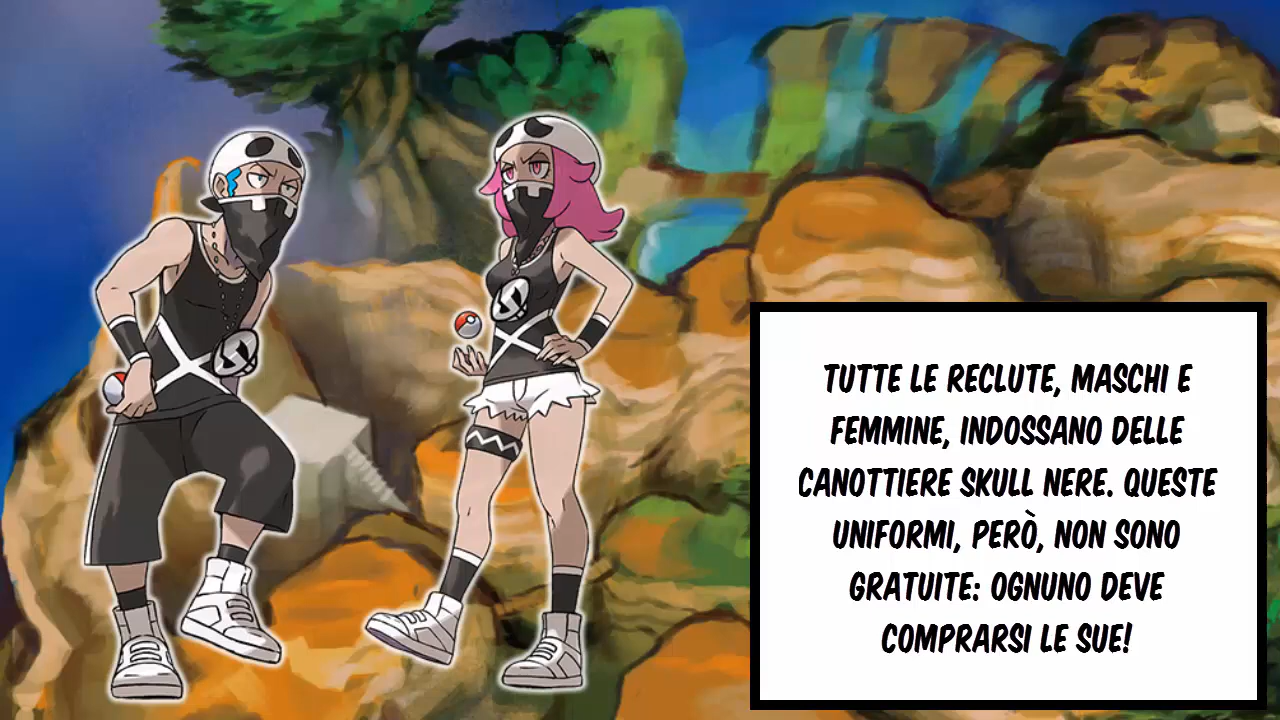 TUTTE LE RECLUTE, MASCHI E
FEMMINE, INDOSSANO DELLE
CANOTTIERE SKULL NERE. QUESTE
UNIFORMI, PERÒ, NON SONO
GRATUITE: OGNUNO DEVE
COMPRARSI LE SUE!